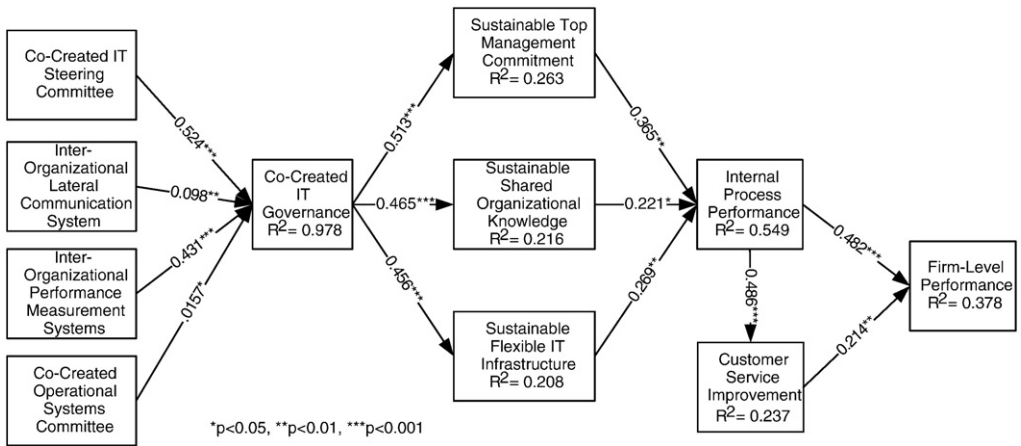 Co-Created IT
Steering
Committee
Inter-
Organizational
Lateral
Communication
System
Inter-
Organizational
Performance
Measurement
Systems
Co-Created
Operational
Systems
Committee
0.524***
0.098**
0.431***
.0157*
Co-Created
IT
Governance
R2= 0.978
0.513***
0.465***
0.456***
Sustainable Top
Management
Commitment
R2= 0.263
Sustainable
Shared
Organizational
Knowledge
R2= 0.216
Sustainable
Flexible IT
Infrastructure
R2= 0.208
0.365**
0.221*
0.269**
Internal
Process
Performance
R2= 0.549
0.486***
Customer
Service
Improvement
R2= 0.237
0.482***
0.214**
Firm-Level
Performance
R2= 0.378
*p<0.05, **p<0.01, ***p<0.001